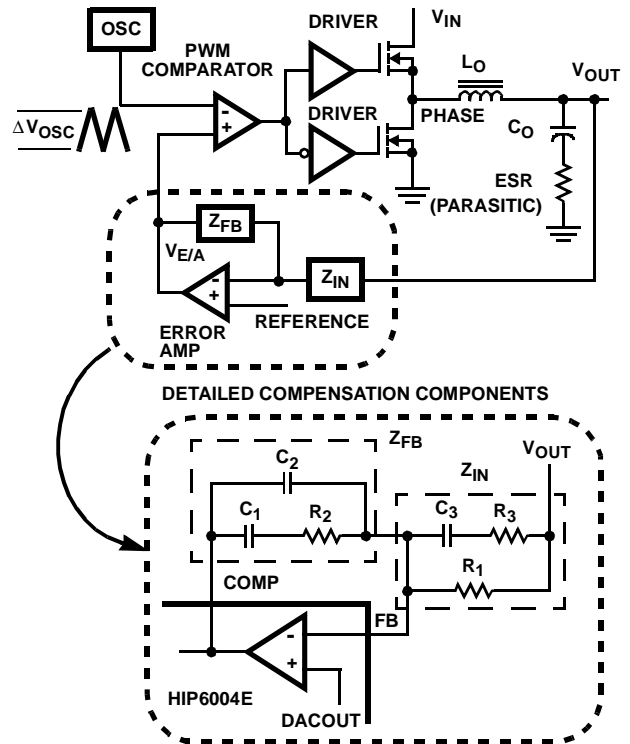 OSC
PWM
COMPARATOR
DRIVER
V_IN
DRIVER
L_O
V_OUT
PHASE
C_O
ESR
(PARASITIC)
ΔV_OSC
-
+
Z_FB
V_E/A
-
+
Z_IN
REFERENCE
ERROR
AMP
DETAILED COMPENSATION COMPONENTS
Z_FB
C_2
C_1
R_2
Z_IN
V_OUT
C_3
R_3
R_1
COMP
FB
-
+
HIP6004E
DACOUT